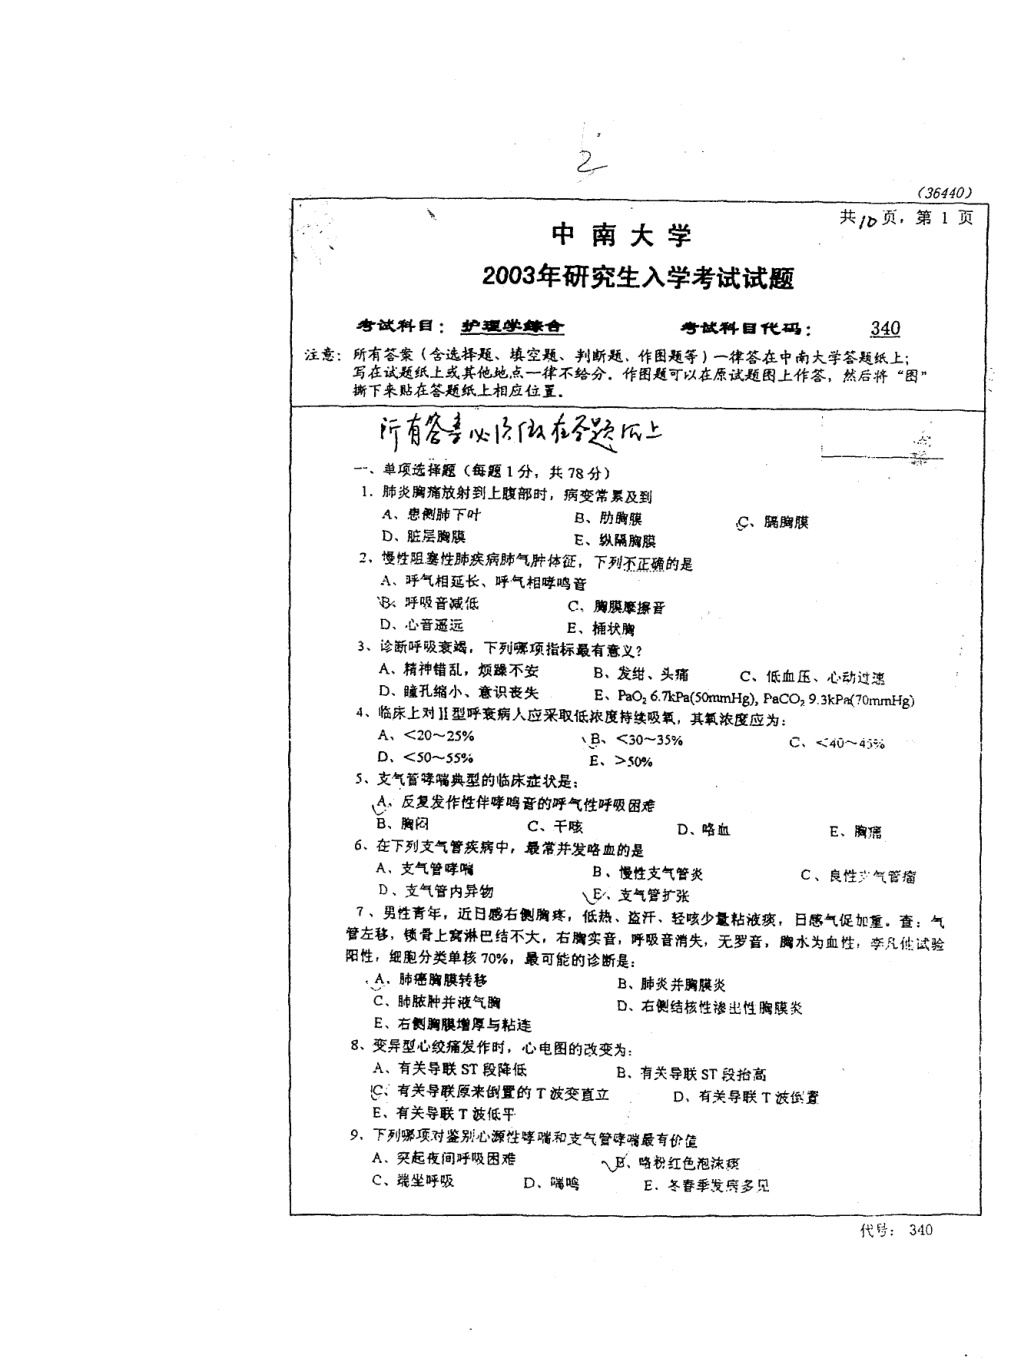 2
(36440)
共10页，第 1 页
中 南 大 学
2003年研究生入学考试试题
考试科目：护理学综合 考试科目代码： 340
注意：所有答案（含选择题、填空题、判断题、作图题等）一律答在中南大学答题纸上；
写在试题纸上或其他地点一律不给分。作图题可以在原试题图上作答，然后将“图”
撕下来贴在答题纸上相应位置。
所有答案必须做在答题纸上
一、单项选择题（每题 1 分，共 78 分）
1．肺炎胸痛放射到上腹部时，病变常累及到
A、患侧肺下叶 B、肋胸膜 C、膈胸膜
D、脏层胸膜 E、纵隔胸膜
2、慢性阻塞性肺疾病肺气肿体征，下列不正确的是
A、呼气相延长、呼气相哮鸣音
B、呼吸音减低 C、胸膜摩擦音
D、心音遥远 E、桶状胸
3、诊断呼吸衰竭，下列哪项指标最有意义?
A、精神错乱，烦躁不安 B、发绀、头痛 C、低血压、心动过速
D、瞳孔缩小、意识丧失 E、PaO₂ 6.7kPa(50mmHg), PaCO₂ 9.3kPa(70mmHg)
4、临床上对Ⅱ型呼衰病人应采取低浓度持续吸氧，其氧浓度应为：
A、<20～25% B、<30～35% C、<40～45%
D、<50～55% E、>50%
5、支气管哮喘典型的临床症状是：
A、反复发作性伴哮鸣音的呼气性呼吸困难
B、胸闷 C、干咳 D、咯血 E、胸痛
6、在下列支气管疾病中，最常并发咯血的是
A、支气管哮喘 B、慢性支气管炎 C、良性支气管瘤
D、支气管内异物 E、支气管扩张
7、男性青年，近日感右侧胸疼，低热、盗汗、轻咳少量粘液痰，日感气促加重。查：气
管左移，锁骨上窝淋巴结不大，右胸实音，呼吸音消失，无罗音，胸水为血性，李凡他试验
阳性，细胞分类单核 70%，最可能的诊断是：
A、肺癌胸膜转移 B、肺炎并胸膜炎
C、肺脓肿并液气胸 D、右侧结核性渗出性胸膜炎
E、右侧胸膜增厚与粘连
8、变异型心绞痛发作时，心电图的改变为：
A、有关导联 ST 段降低 B、有关导联 ST 段抬高
C、有关导联原来倒置的 T 波变直立 D、有关导联 T 波倒置
E、有关导联 T 波低平
9、下列哪项对鉴别心源性哮喘和支气管哮喘最有价值
A、突起夜间呼吸困难 B、咯粉红色泡沫痰
C、端坐呼吸 D、喘鸣 E、冬春季发病多见
代号： 340